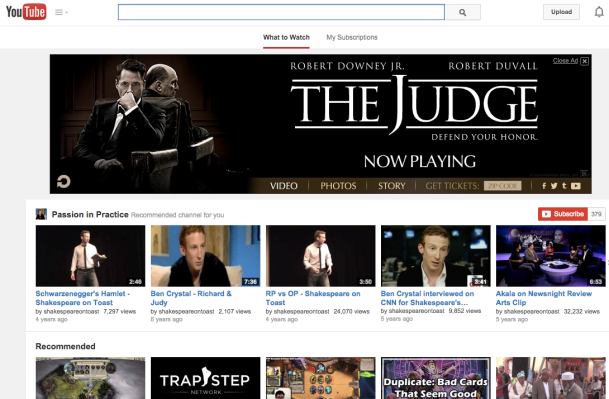 YouTube
Upload
What to Watch
My Subscriptions
Close Ad
ROBERT DOWNEY JR.
ROBERT DUVALL
THE JUDGE
DEFEND YOUR HONOR.
NOW PLAYING
VIDEO | PHOTOS | STORY | GET TICKETS: ZIP CODE
Passion in Practice Recommended channel for you
Subscribe 379
2:46
7:36
3:50
3:41
6:53
Schwarzenegger's Hamlet -
Shakespeare on Toast
by shakespeareontoast 7,297 views
4 years ago
Ben Crystal - Richard &
Judy
by shakespeareontoast 2,107 views
6 years ago
RP vs OP - Shakespeare on
Toast
by shakespeareontoast 24,070 views
4 years ago
Ben Crystal interviewed on
CNN for Shakespeare's...
by shakespeareontoast 9,852 views
5 years ago
Akala on Newsnight Review
Arts Clip
by shakespeareontoast 32,232 views
5 years ago
Recommended
TRAPSTEP
NETWORK
Duplicate: Bad Cards
That Seem Good